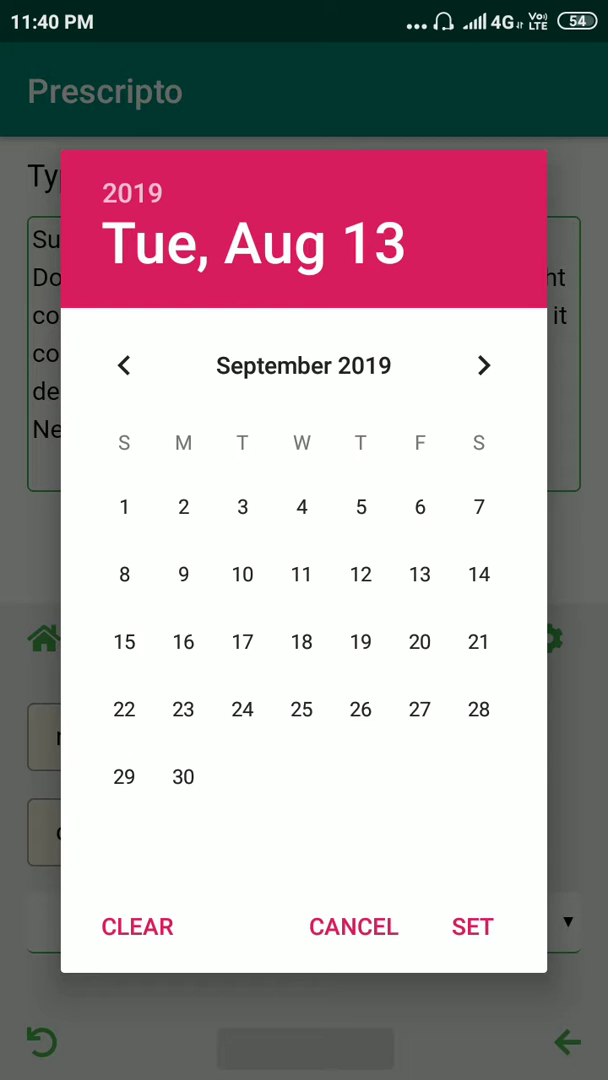 11:40 PM
4G
Vo))
LTE
54
Prescripto
2019
Tue, Aug 13
September 2019
S M T W T F S
1 2 3 4 5 6 7
8 9 10 11 12 13 14
15 16 17 18 19 20 21
22 23 24 25 26 27 28
29 30
CLEAR CANCEL SET